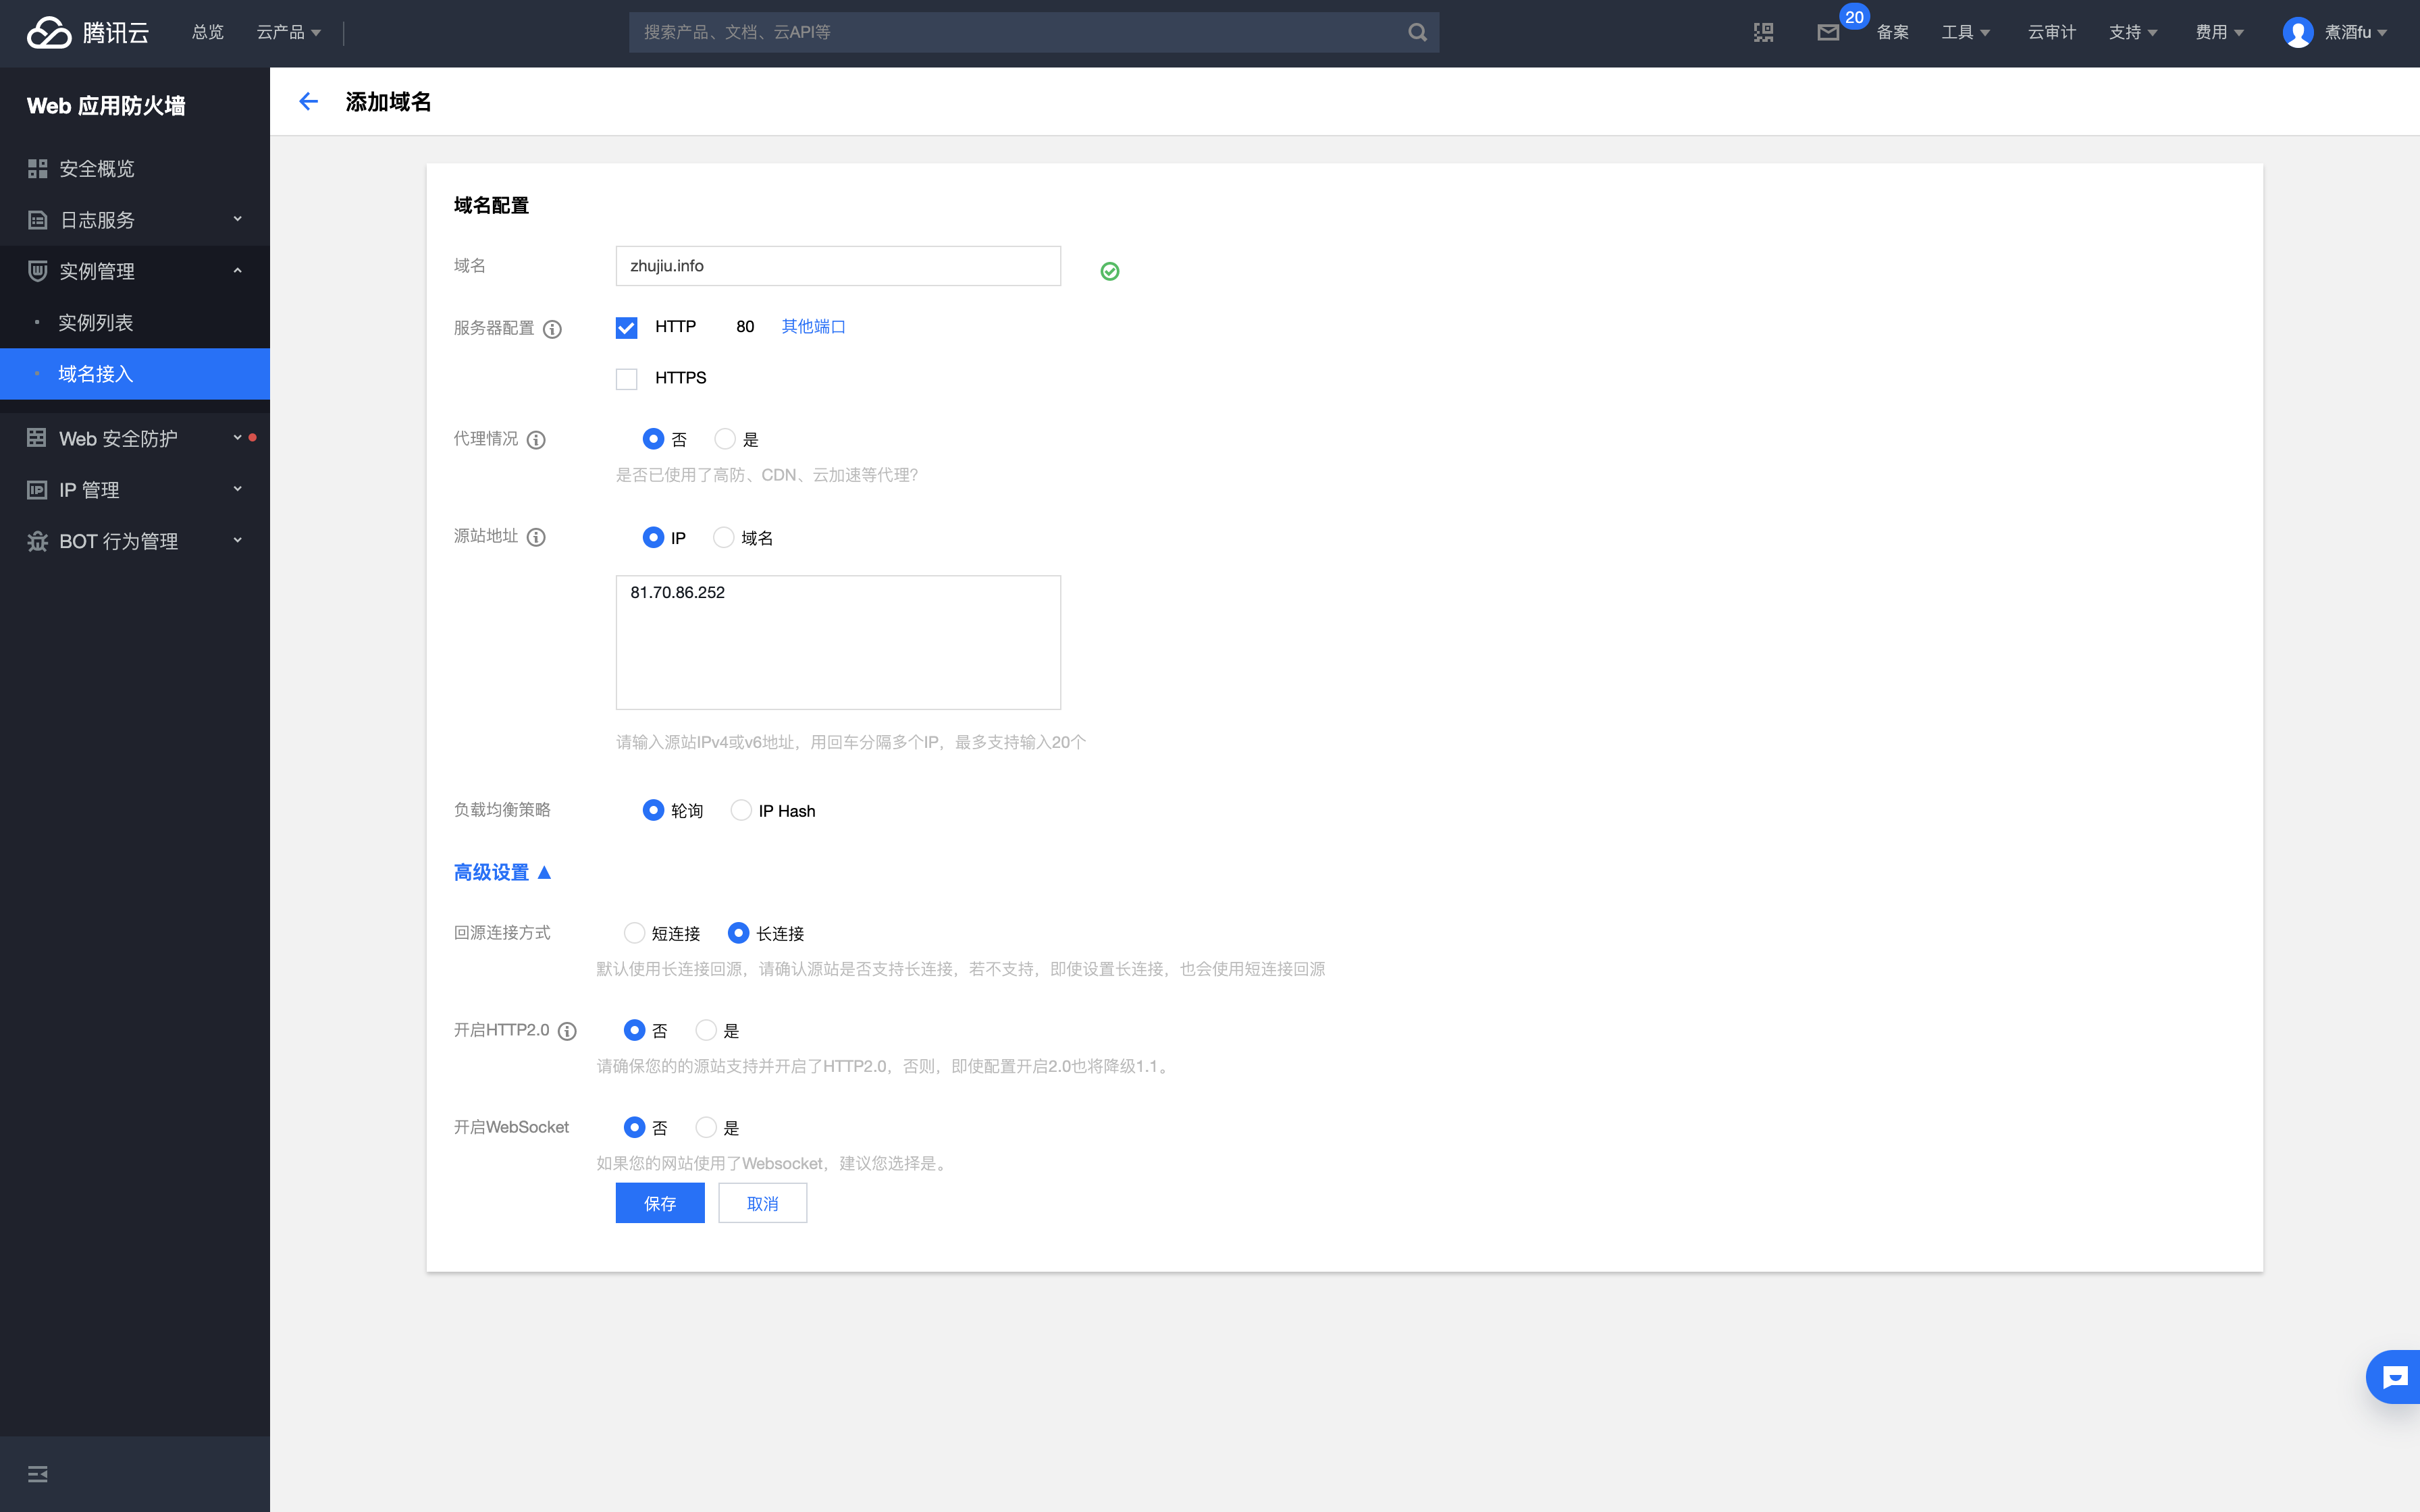 腾讯云
总览
云产品
搜索产品、文档、云API等
20
备案
工具
云审计
支持
费用
煮酒fu
Web 应用防火墙
安全概览
日志服务
实例管理
实例列表
域名接入
Web 安全防护
IP 管理
BOT 行为管理
添加域名
域名配置
域名
zhujiu.info
服务器配置
HTTP 80 其他端口
HTTPS
代理情况
否 是
是否已使用了高防、CDN、云加速等代理?
源站地址
IP 域名
81.70.86.252
请输入源站IPv4或v6地址，用回车分隔多个IP，最多支持输入20个
负载均衡策略
轮询 IP Hash
高级设置 ▲
回源连接方式
短连接 长连接
默认使用长连接回源，请确认源站是否支持长连接，若不支持，即使设置长连接，也会使用短连接回源
开启HTTP2.0
否 是
请确保您的的源站支持并开启了HTTP2.0，否则，即使配置开启2.0也将降级1.1。
开启WebSocket
否 是
如果您的网站使用了Websocket，建议您选择是。
保存 取消